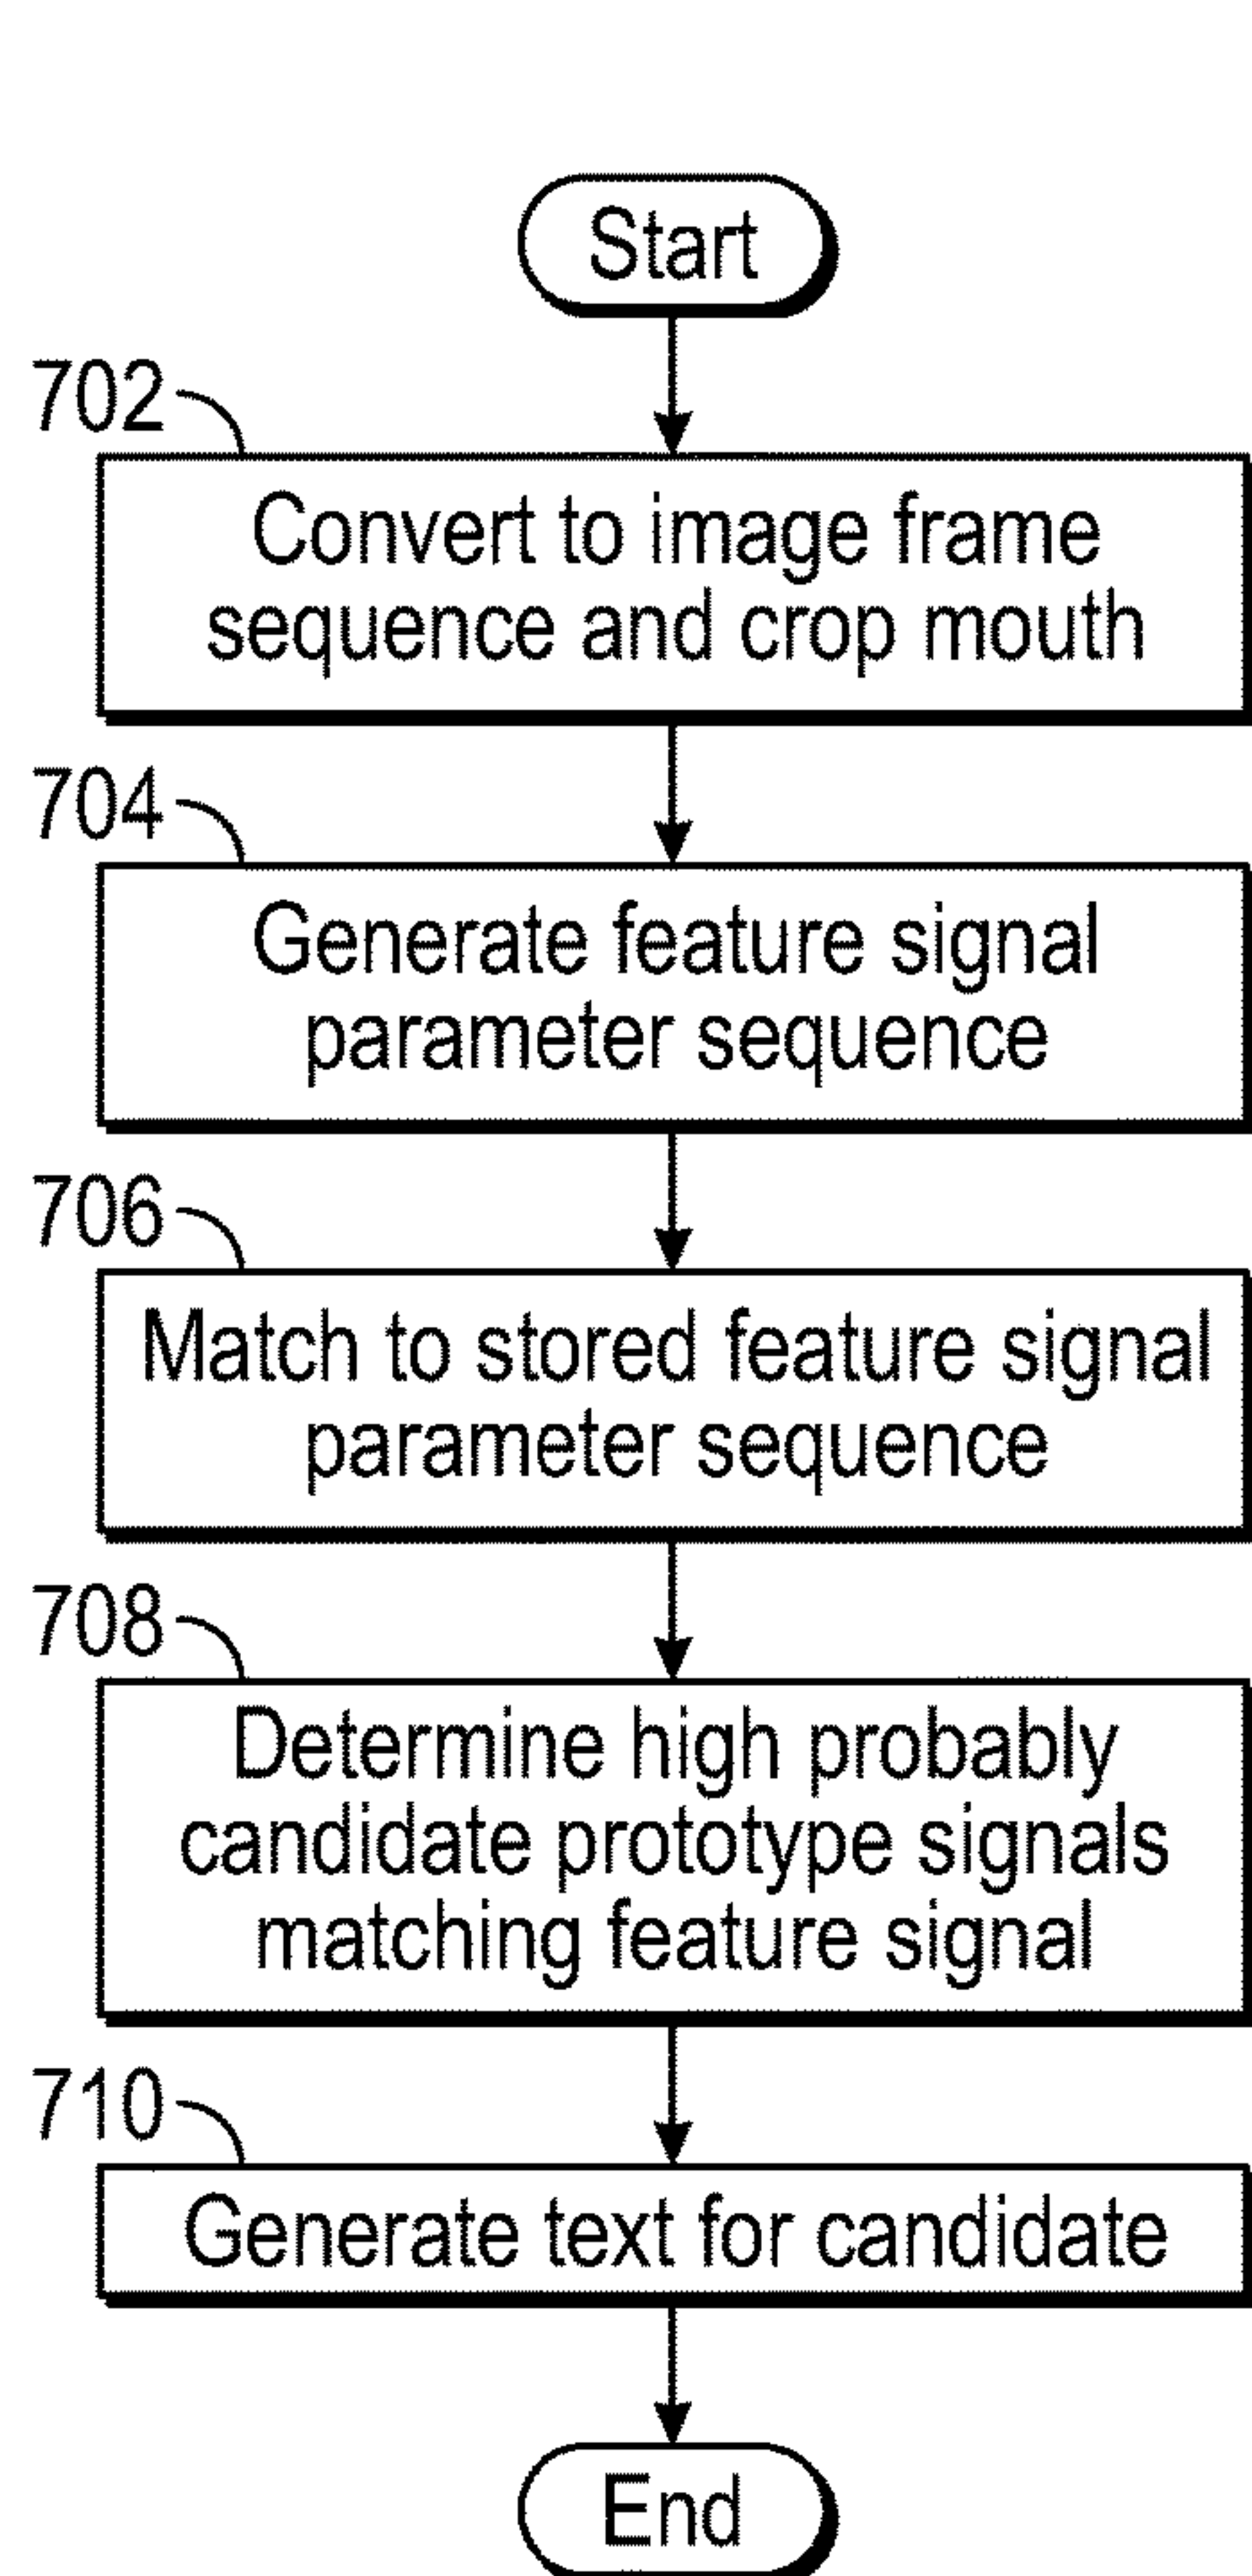 Start
702
Convert to image frame
sequence and crop mouth
704
Generate feature signal
parameter sequence
706
Match to stored feature signal
parameter sequence
708
Determine high probably
candidate prototype signals
matching feature signal
710
Generate text for candidate
End